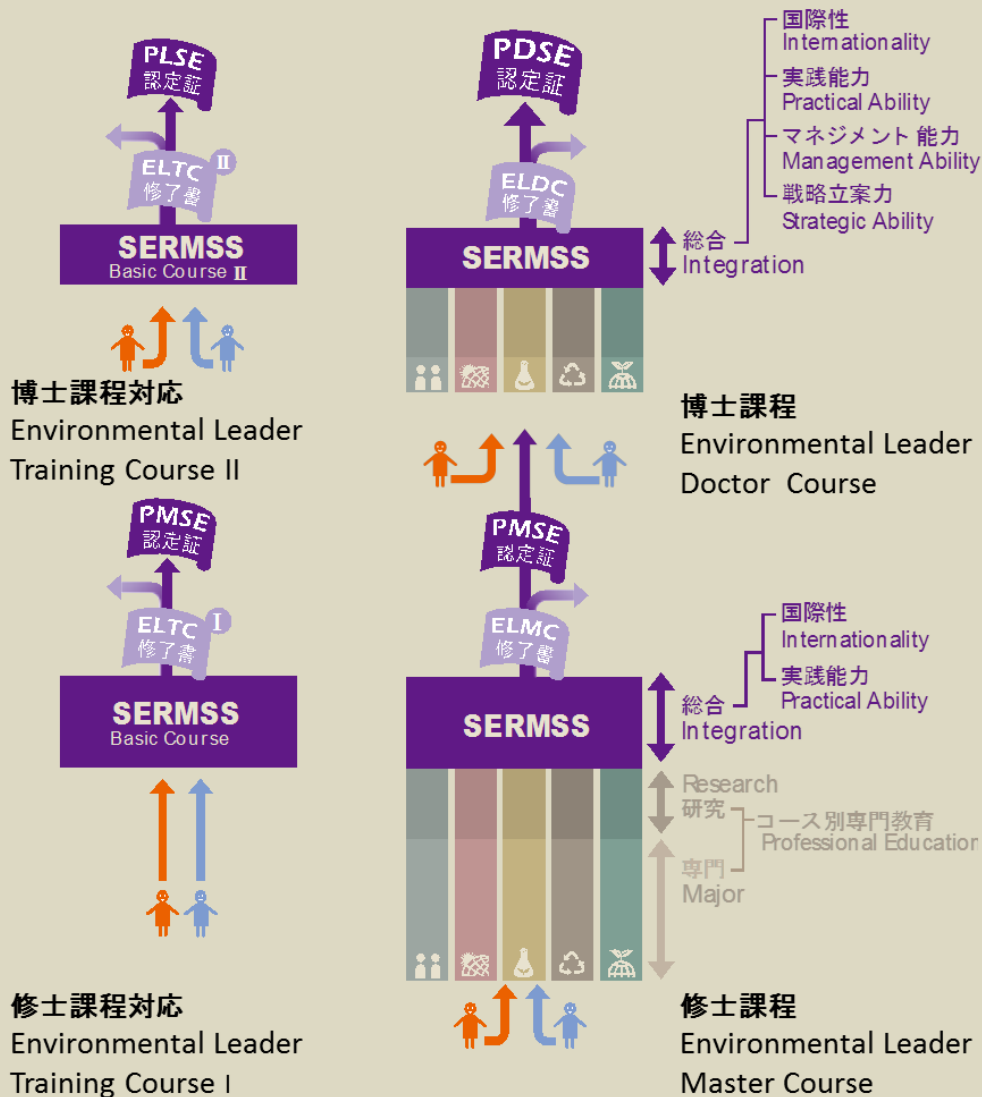 PLSE
認定証
ELTC
修了書
II
SERMSS
Basic Course II
博士課程対応
Environmental Leader
Training Course II
PDSE
認定証
ELDC
修了書
SERMSS
総合
Integration
国際性
Internationality
実践能力
Practical Ability
マネジメント 能力
Management Ability
戦略立案力
Strategic Ability
博士課程
Environmental Leader
Doctor Course
PMSE
認定証
ELTC
修了書
I
SERMSS
Basic Course
修士課程対応
Environmental Leader
Training Course I
PMSE
認定証
ELMC
修了書
SERMSS
総合
Integration
国際性
Internationality
実践能力
Practical Ability
Research
研究
コース別専門教育
Professional Education
専門
Major
修士課程
Environmental Leader
Master Course